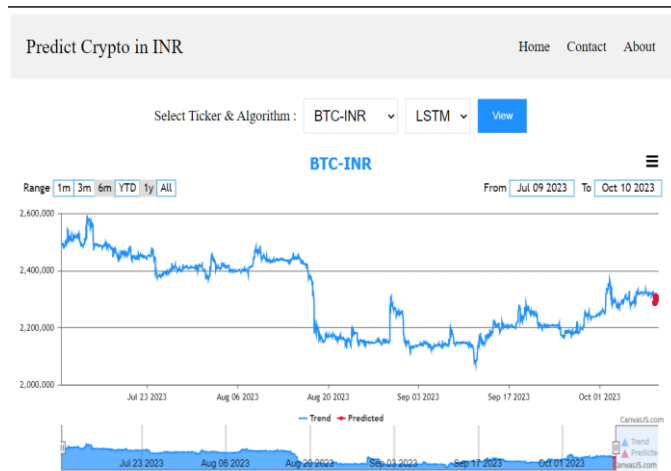 Predict Crypto in INR Home Contact About
Select Ticker & Algorithm : BTC-INR LSTM View
BTC-INR
Range 1m 3m 6m YTD 1y All From Jul 09 2023 To Oct 10 2023
2,600,000
2,400,000
2,200,000
2,000,000
Jul 23 2023 Aug 06 2023 Aug 20 2023 Sep 03 2023 Sep 17 2023 Oct 01 2023
Trend Predicted
CanvasJS.com
Trend
Predicte
Jul 23 2023 Aug 06 2023 Aug 20 2023 Sep 03 2023 Sep 17 2023 Oct 01 2023
CanvasJS.com